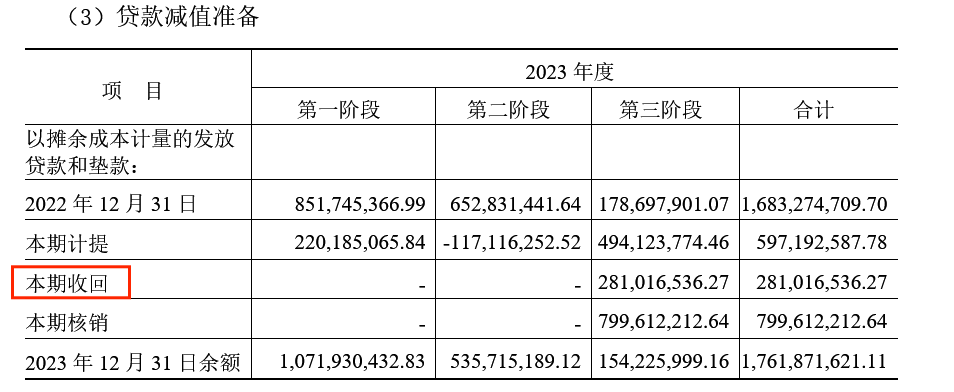 （3）贷款减值准备
项 目 2023 年度
第一阶段 第二阶段 第三阶段 合计
以摊余成本计量的发放
贷款和垫款：
2022 年 12 月 31 日 851,745,366.99 652,831,441.64 178,697,901.07 1,683,274,709.70
本期计提 220,185,065.84 -117,116,252.52 494,123,774.46 597,192,587.78
本期收回 - - 281,016,536.27 281,016,536.27
本期核销 - - 799,612,212.64 799,612,212.64
2023 年 12 月 31 日余额 1,071,930,432.83 535,715,189.12 154,225,999.16 1,761,871,621.11